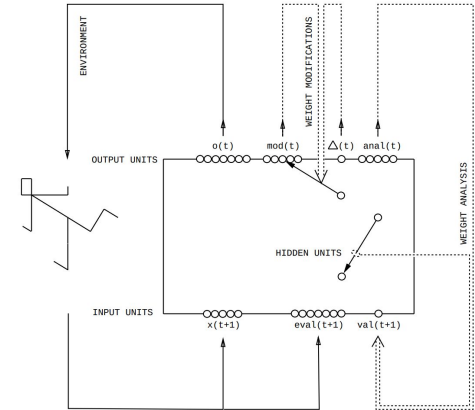 ENVIRONMENT
WEIGHT MODIFICATIONS
o(t)
mod(t)
△(t)
anal(t)
OUTPUT UNITS
WEIGHT ANALYSIS
HIDDEN UNITS
INPUT UNITS
x(t+1)
eval(t+1)
val(t+1)